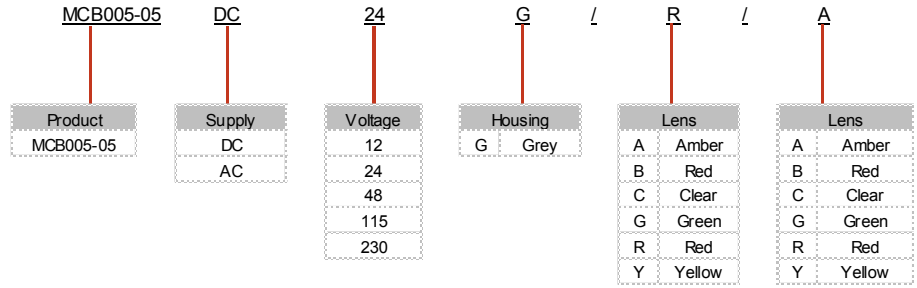 MCB005-05 DC 24 G / R / A
Product Supply Voltage Housing Lens Lens
MCB005-05 DC 12 G Grey A Amber A Amber
AC 24 B Red B Red
48 C Clear C Clear
115 G Green G Green
230 R Red R Red
Y Yellow Y Yellow